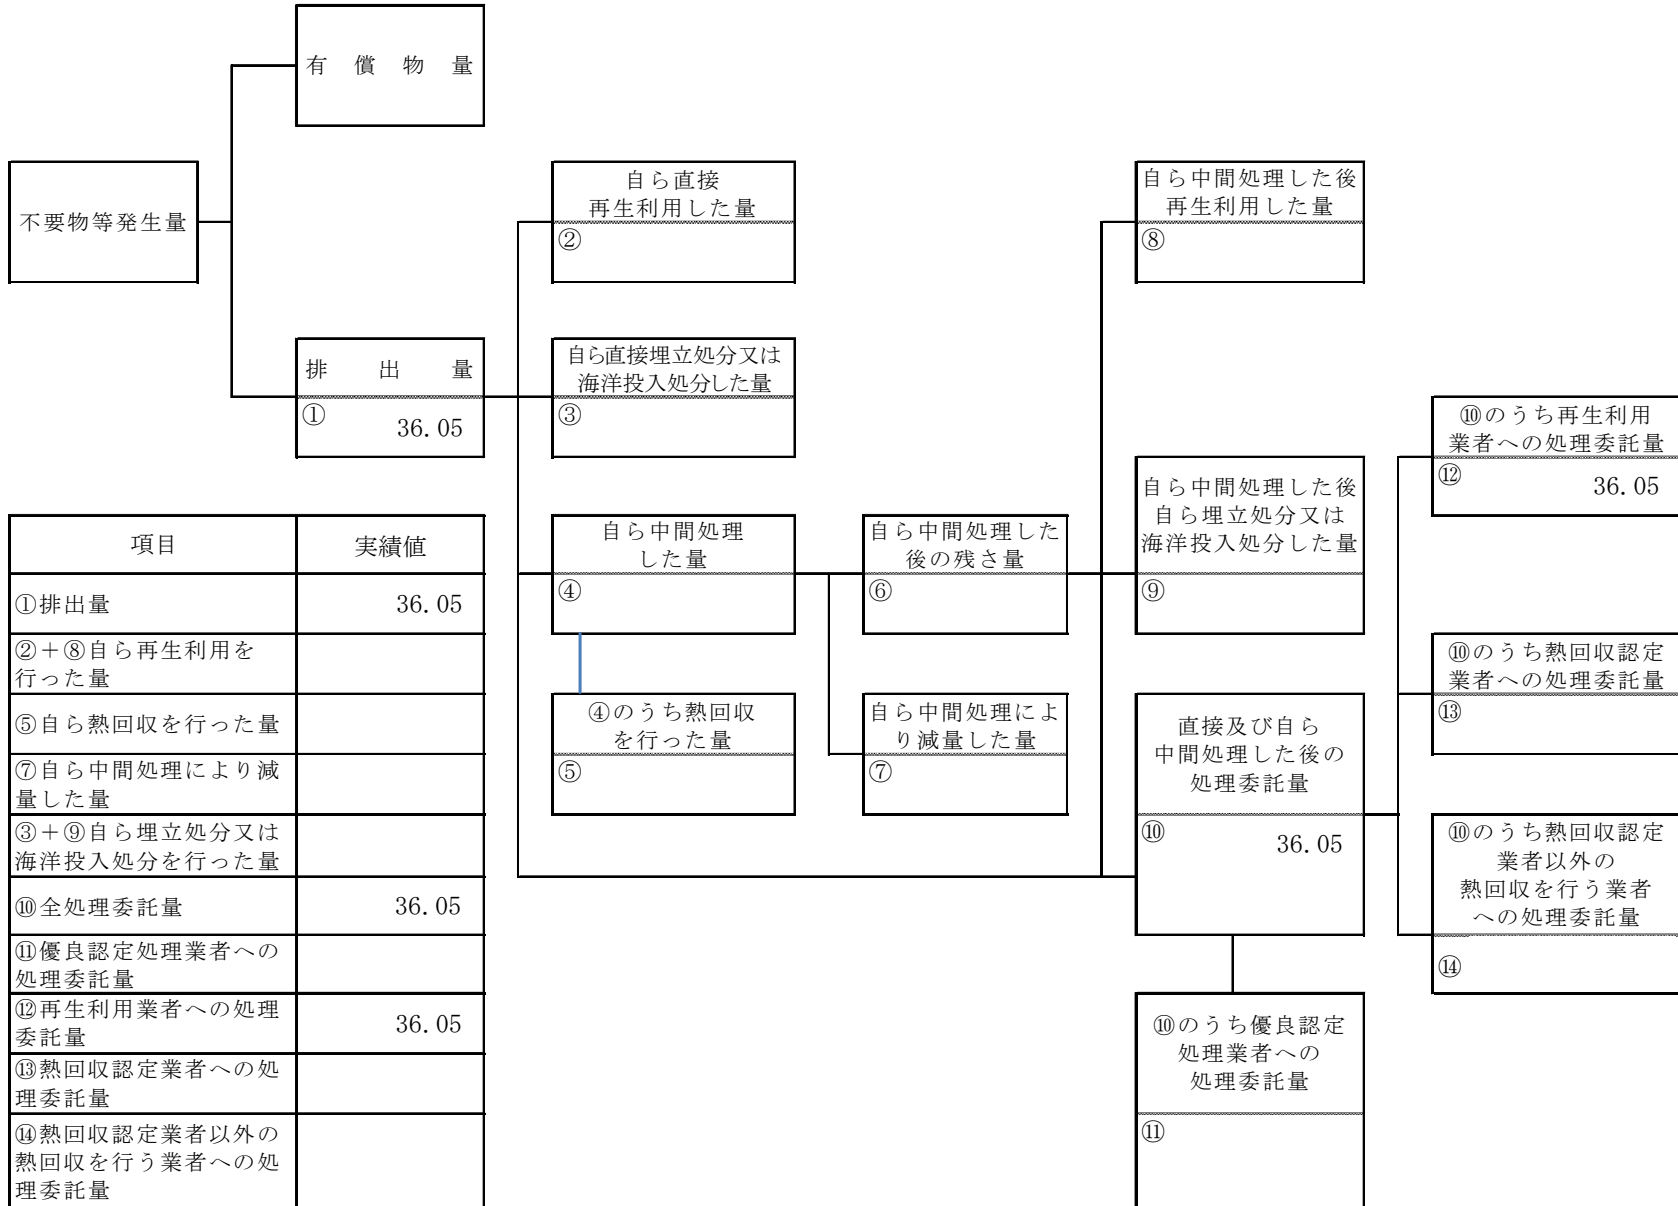 有償物量
不要物等発生量
自ら直接
再生利用した量
②
自ら中間処理した後
再生利用した量
⑧
排出量
① 36.05
自ら直接埋立処分又は
海洋投入処分した量
③
⑩のうち再生利用
業者への処理委託量
⑫ 36.05
自ら中間処理した後
自ら埋立処分又は
海洋投入処分した量
⑨
自ら中間処理
した量
④
自ら中間処理した
後の残さ量
⑥
⑩のうち熱回収認定
業者への処理委託量
⑬
④のうち熱回収
を行った量
⑤
自ら中間処理によ
り減量した量
⑦
直接及び自ら
中間処理した後の
処理委託量
⑩ 36.05
⑩のうち熱回収認定
業者以外の
熱回収を行う業者
への処理委託量
⑭
⑩のうち優良認定
処理業者への
処理委託量
⑪
項目 実績値
①排出量 36.05
②＋⑧自ら再生利用を
行った量
⑤自ら熱回収を行った量
⑦自ら中間処理により減
量した量
③＋⑨自ら埋立処分又は
海洋投入処分を行った量
⑩全処理委託量 36.05
⑪優良認定処理業者への
処理委託量
⑫再生利用業者への処理
委託量 36.05
⑬熱回収認定業者への処
理委託量
⑭熱回収認定業者以外の
熱回収を行う業者への処
理委託量